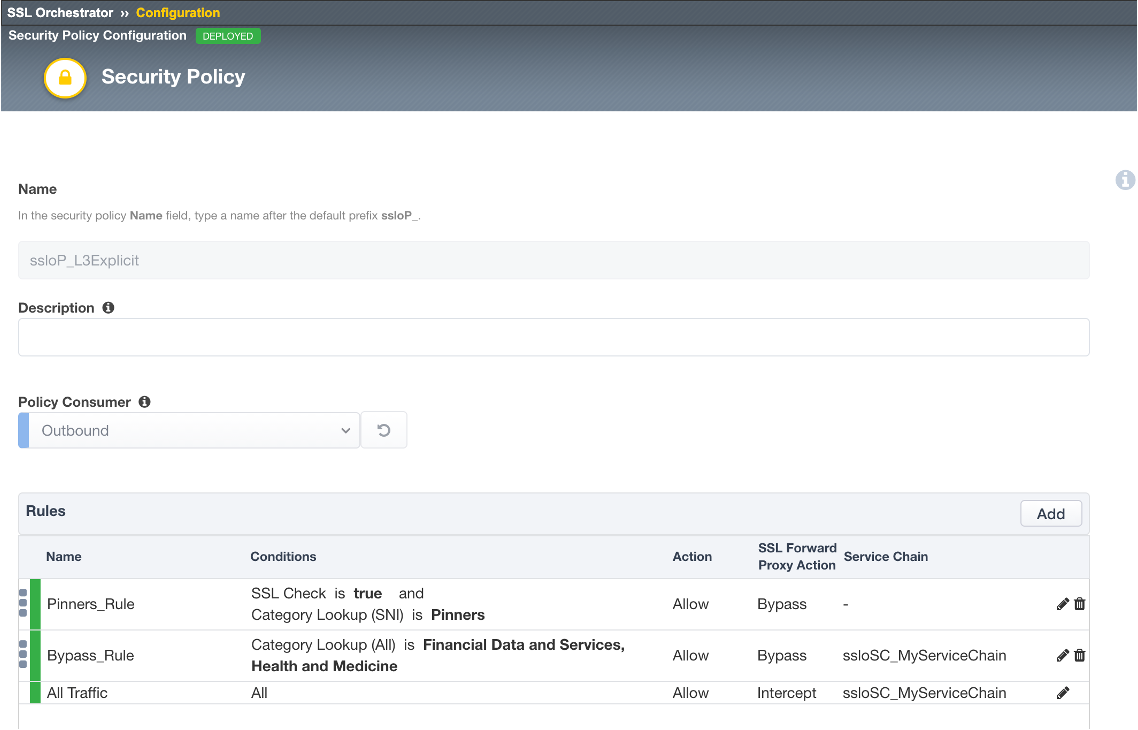 SSL Orchestrator ›› Configuration
Security Policy Configuration DEPLOYED
Security Policy
Name
In the security policy Name field, type a name after the default prefix ssloP_.
ssloP_L3Explicit
Description
Policy Consumer
Outbound
Rules Add
Name Conditions Action SSL Forward Proxy Action Service Chain
Pinners_Rule SSL Check is true and
Category Lookup (SNI) is Pinners Allow Bypass -
Bypass_Rule Category Lookup (All) is Financial Data and Services,
Health and Medicine Allow Bypass ssloSC_MyServiceChain
All Traffic All Allow Intercept ssloSC_MyServiceChain